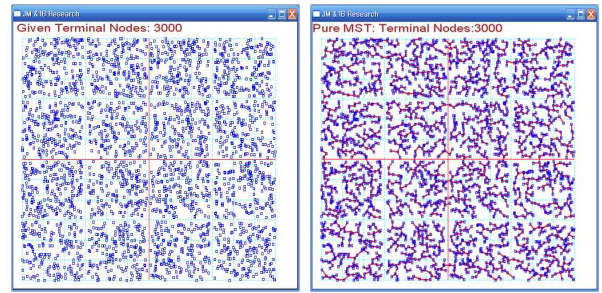 JM & IB Research
Given Terminal Nodes: 3000
JM & IB Research
Pure MST: Terminal Nodes:3000